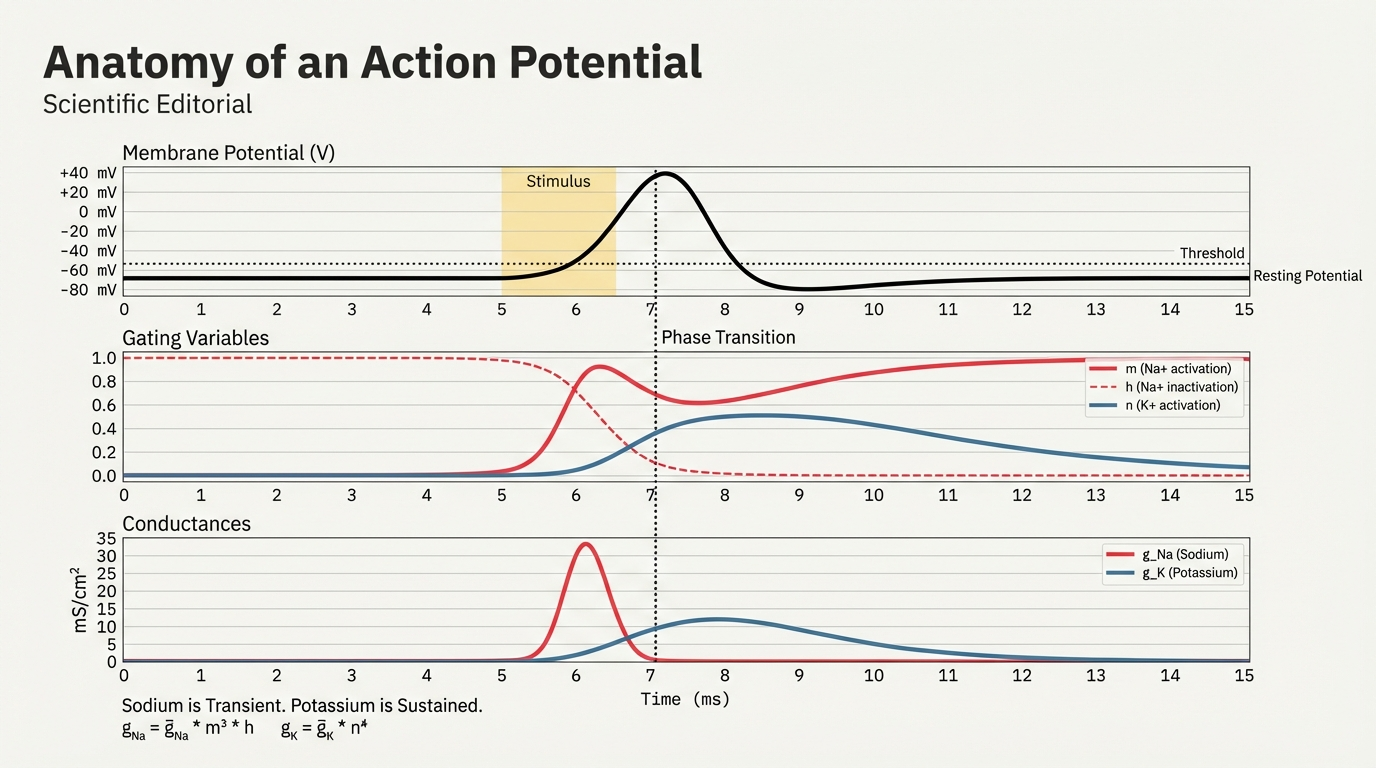 Anatomy of an Action Potential
Scientific Editorial
Membrane Potential (V)
+40 mV
+20 mV
0 mV
-20 mV
-40 mV
-60 mV
-80 mV
Stimulus
Threshold
Resting Potential
0 1 2 3 4 5 6 7 8 9 10 11 12 13 14 15
Gating Variables
Phase Transition
1.0
0.8
0.6
0.4
0.2
0.0
m (Na+ activation)
h (Na+ inactivation)
n (K+ activation)
0 1 2 3 4 5 6 7 8 9 10 11 12 13 14 15
Conductances
mS/cm²
35
30
25
20
15
10
5
0
g_Na (Sodium)
g_K (Potassium)
0 1 2 3 4 5 6 7 8 9 10 11 12 13 14 15
Time (ms)
Sodium is Transient. Potassium is Sustained.
g_Na = ḡ_Na * m³ * h g_K = ḡ_K * n⁴